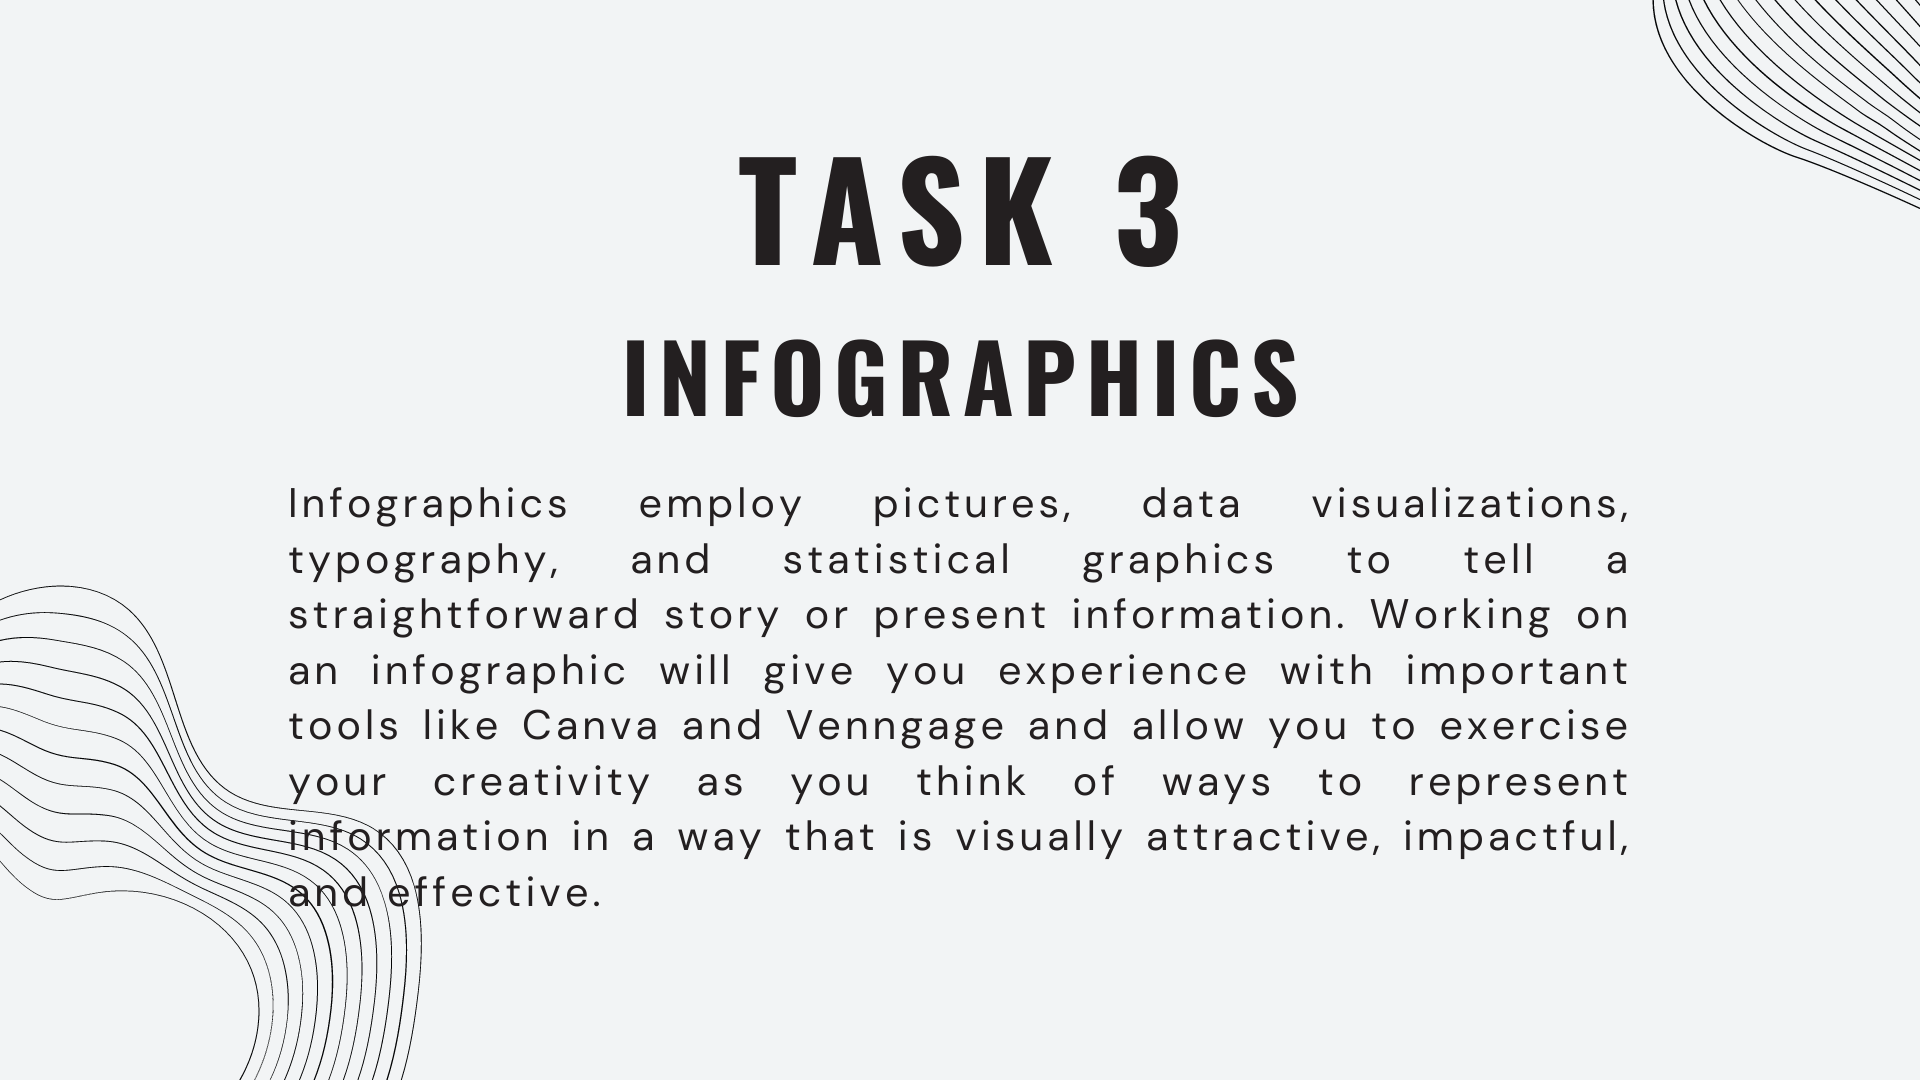 TASK 3
INFOGRAPHICS
Infographics employ pictures, data visualizations,
typography, and statistical graphics to tell a
straightforward story or present information. Working on
an infographic will give you experience with important
tools like Canva and Venngage and allow you to exercise
your creativity as you think of ways to represent
information in a way that is visually attractive, impactful,
and effective.